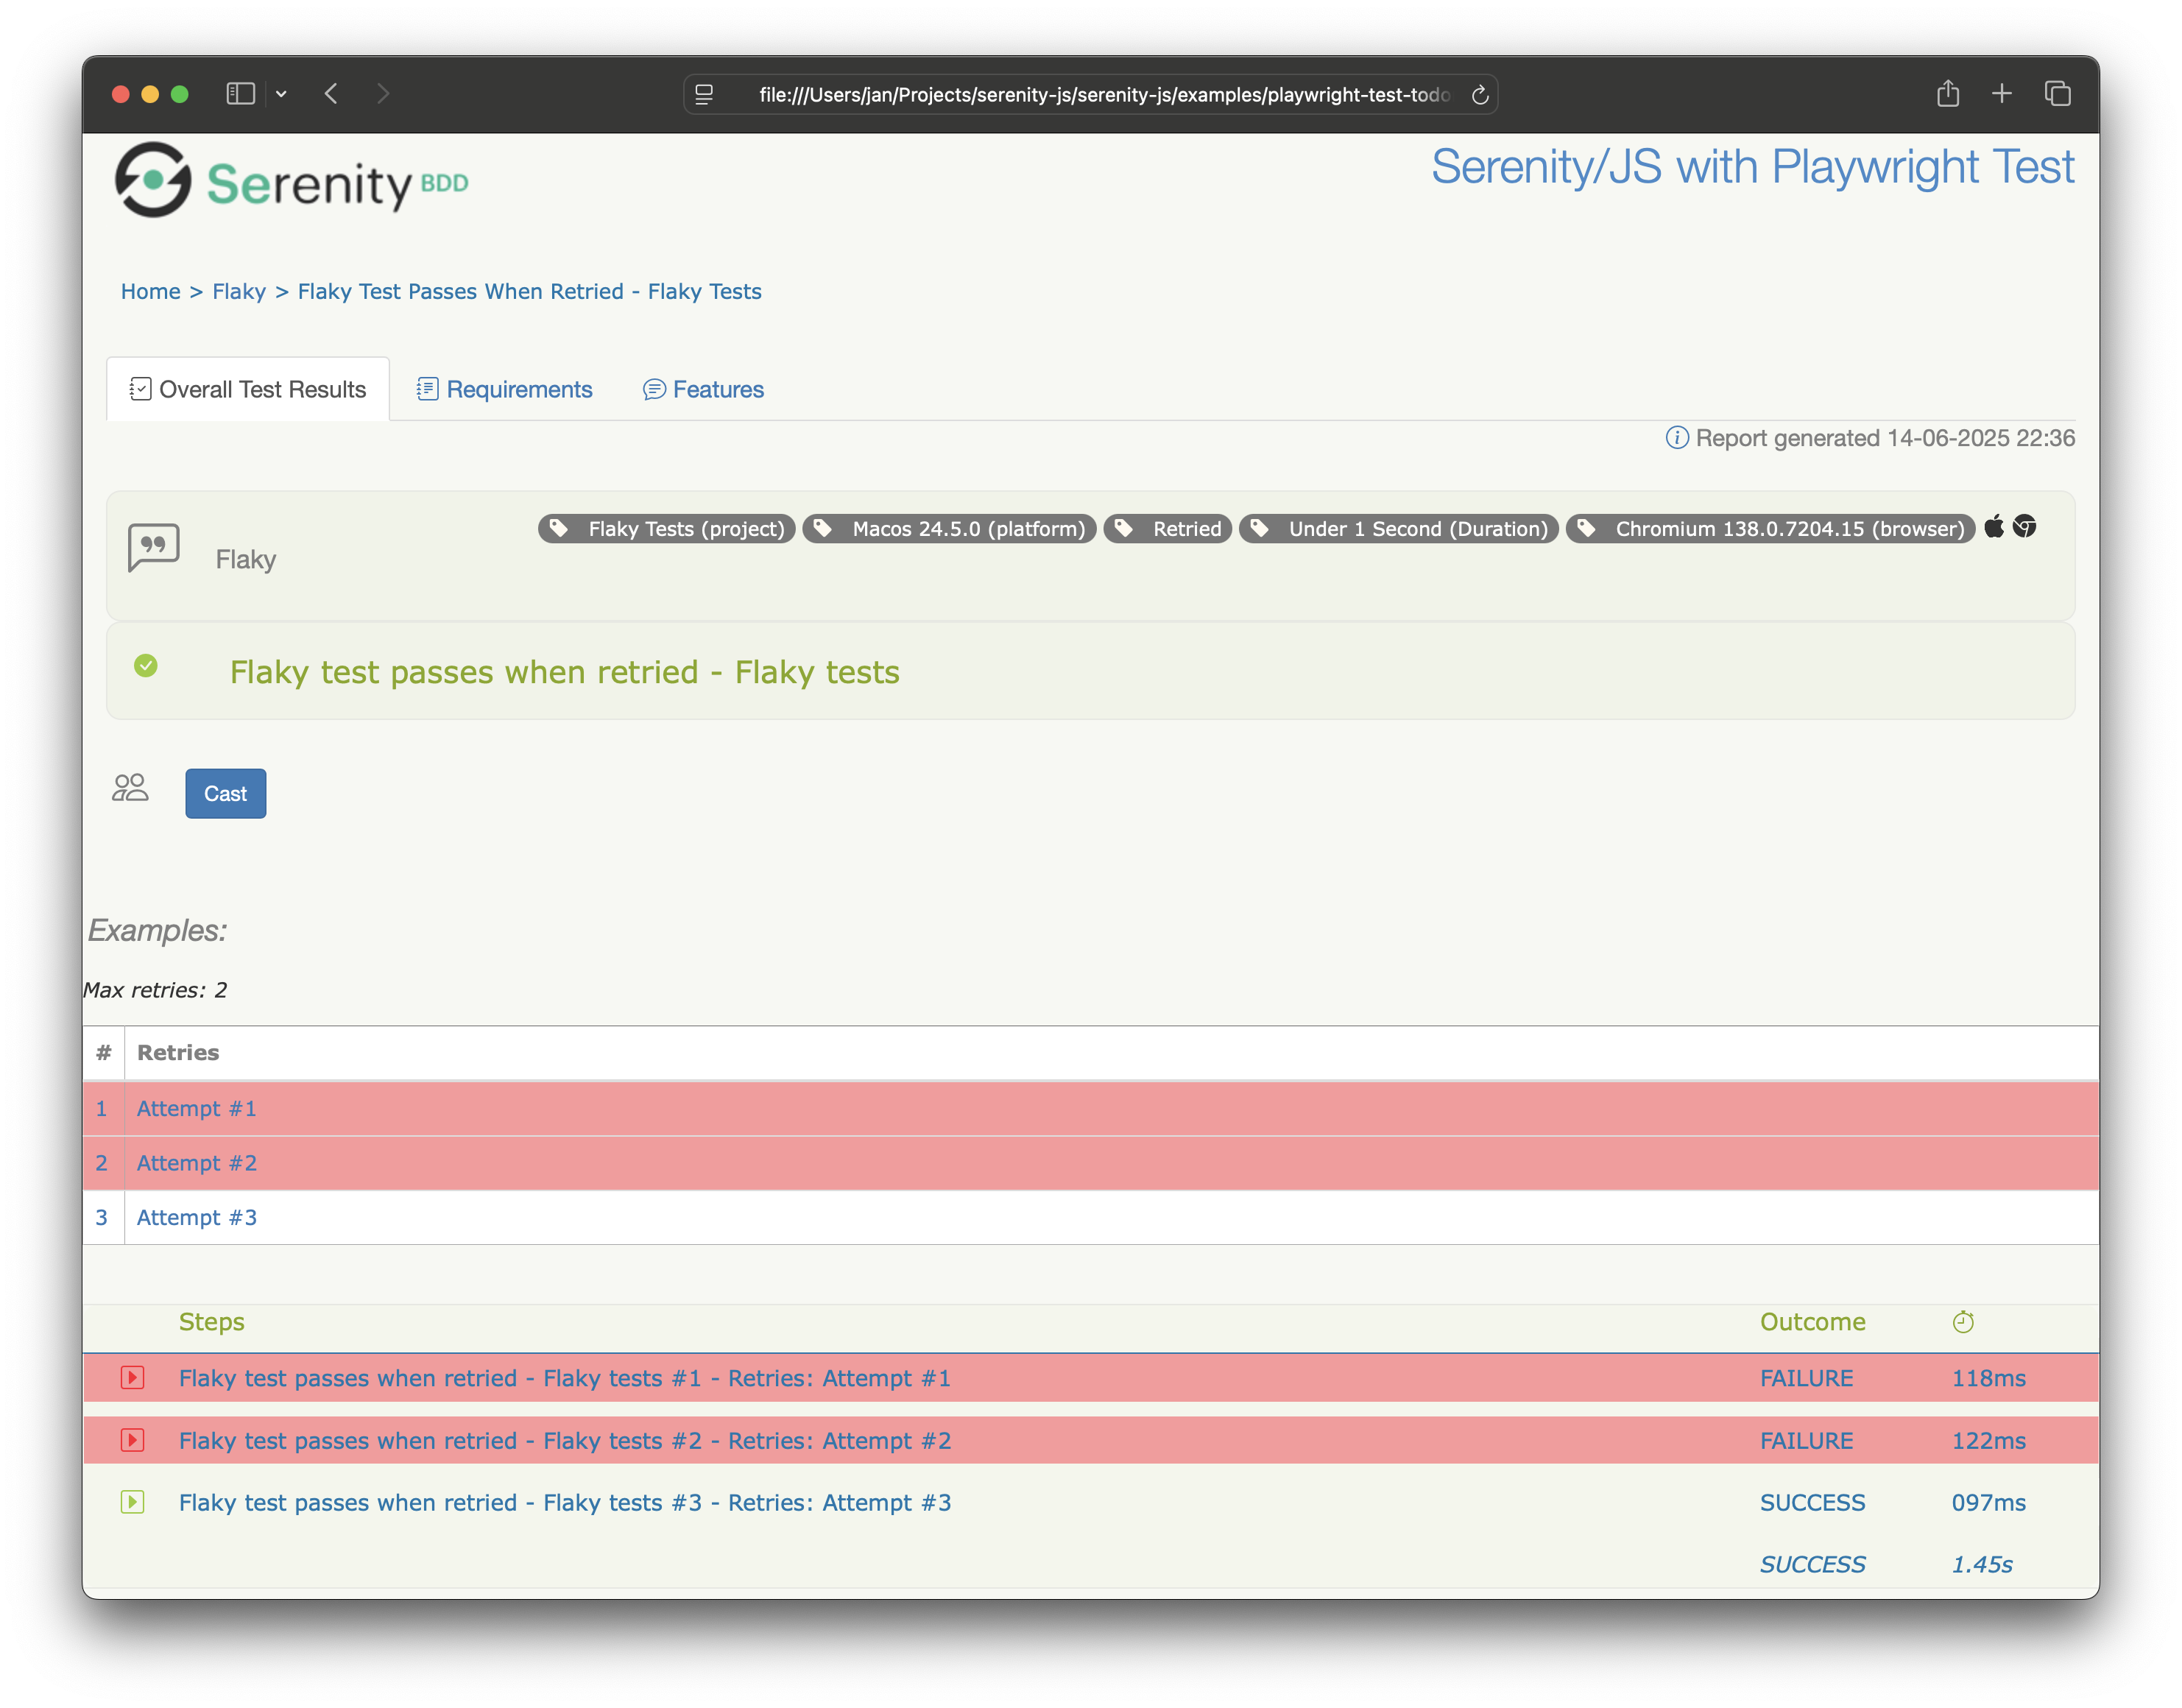 file:///Users/jan/Projects/serenity-js/serenity-js/examples/playwright-test-todo
Serenity BDD
Serenity/JS with Playwright Test
Home > Flaky > Flaky Test Passes When Retried - Flaky Tests
Overall Test Results Requirements Features
Report generated 14-06-2025 22:36
Flaky Tests (project) Macos 24.5.0 (platform) Retried Under 1 Second (Duration) Chromium 138.0.7204.15 (browser)
Flaky
Flaky test passes when retried - Flaky tests
Cast
Examples:
Max retries: 2
# Retries
1 Attempt #1
2 Attempt #2
3 Attempt #3
Steps Outcome
Flaky test passes when retried - Flaky tests #1 - Retries: Attempt #1 FAILURE 118ms
Flaky test passes when retried - Flaky tests #2 - Retries: Attempt #2 FAILURE 122ms
Flaky test passes when retried - Flaky tests #3 - Retries: Attempt #3 SUCCESS 097ms
SUCCESS 1.45s